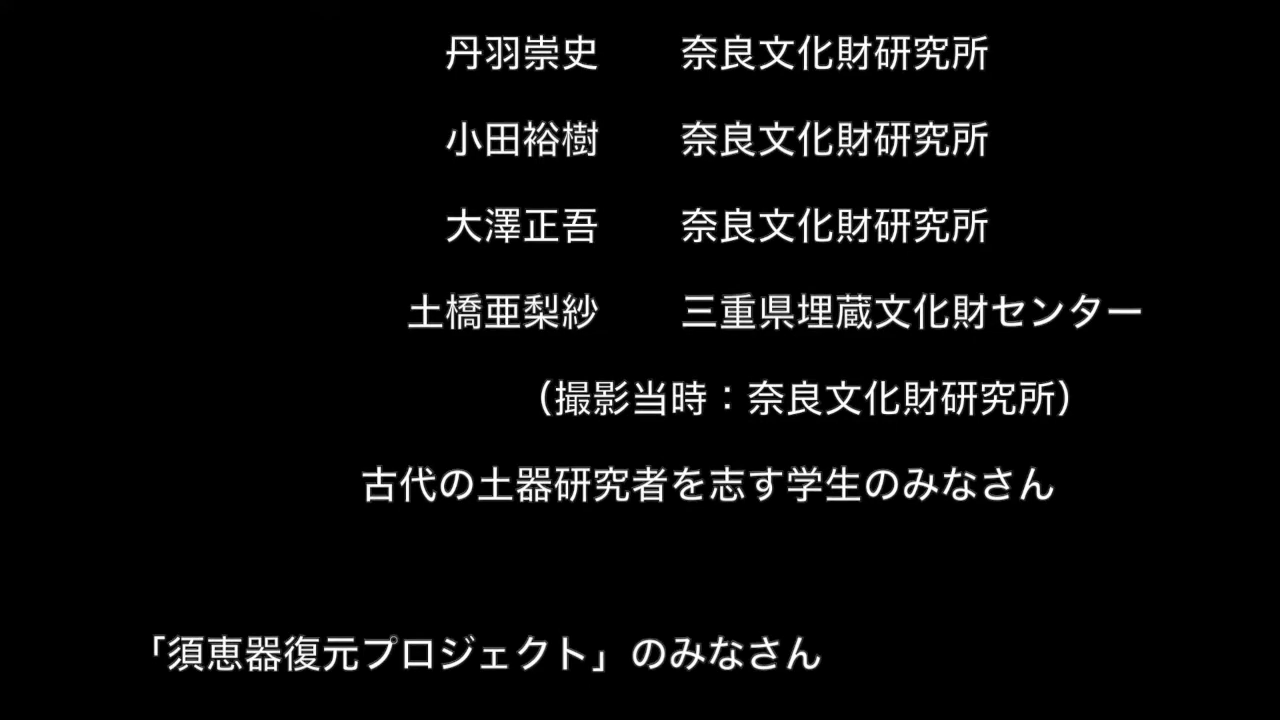 丹羽崇史 奈良文化財研究所
小田裕樹 奈良文化財研究所
大澤正吾 奈良文化財研究所
土橋亜梨紗 三重県埋蔵文化財センター
（撮影当時：奈良文化財研究所）
古代の土器研究者を志す学生のみなさん
「須恵器復元プロジェクト」のみなさん